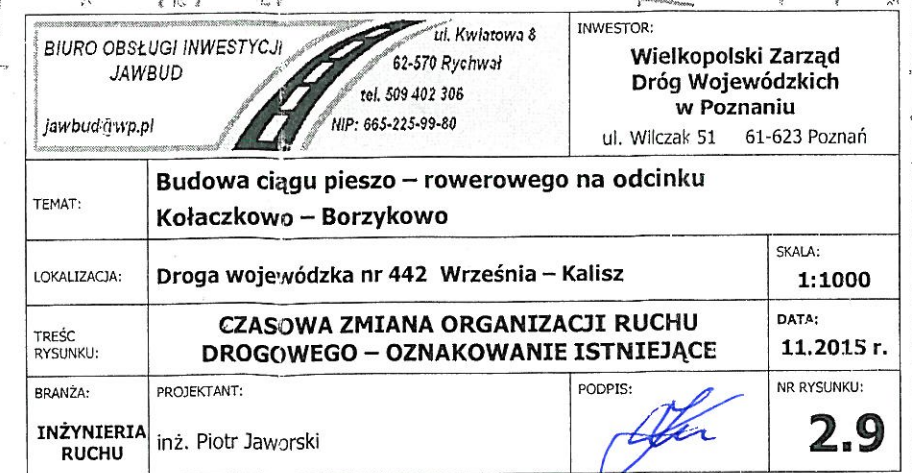 BIURO OBSŁUGI INWESTYCJI
JAWBUD
jawbud@wp.pl
ul. Kwiatowa 8
62-570 Rychwał
tel. 509 402 306
NIP: 665-225-99-80
INWESTOR:
Wielkopolski Zarząd
Dróg Wojewódzkich
w Poznaniu
ul. Wilczak 51 61-623 Poznań
TEMAT:
Budowa ciągu pieszo – rowerowego na odcinku
Kołaczkowo – Borzykowo
LOKALIZACJA:
Droga wojewódzka nr 442 Września – Kalisz
SKALA:
1:1000
TREŚC
RYSUNKU:
CZASOWA ZMIANA ORGANIZACJI RUCHU
DROGOWEGO – OZNAKOWANIE ISTNIEJĄCE
DATA:
11.2015 r.
BRANŻA:
INŻYNIERIA
RUCHU
PROJEKTANT:
inż. Piotr Jaworski
PODPIS:
NR RYSUNKU:
2.9